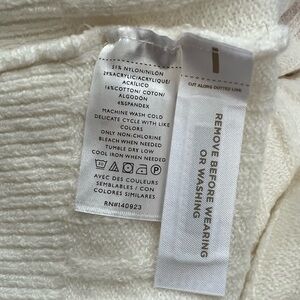 51% NYLON/NILÓN
29%ACRYLIC/ACRYLIQUE/
ACÁLICO
16%COTTON/ COTON/
ALGODÓN
4%SPANDEX
MACHINE WASH COLD
DELICATE CYCLE WITH LIKE
COLORS
ONLY NON-CHLORINE
BLEACH WHEN NEEDED
TUMBLE DRY LOW
COOL IRON WHEN NEEDED
AVEC DES COULEURS
SEMBLABLES / CON
COLORES SIMILARES
RN#140923
CUT ALONG DOTTED LINE
REMOVE BEFORE WEARING
OR WASHING